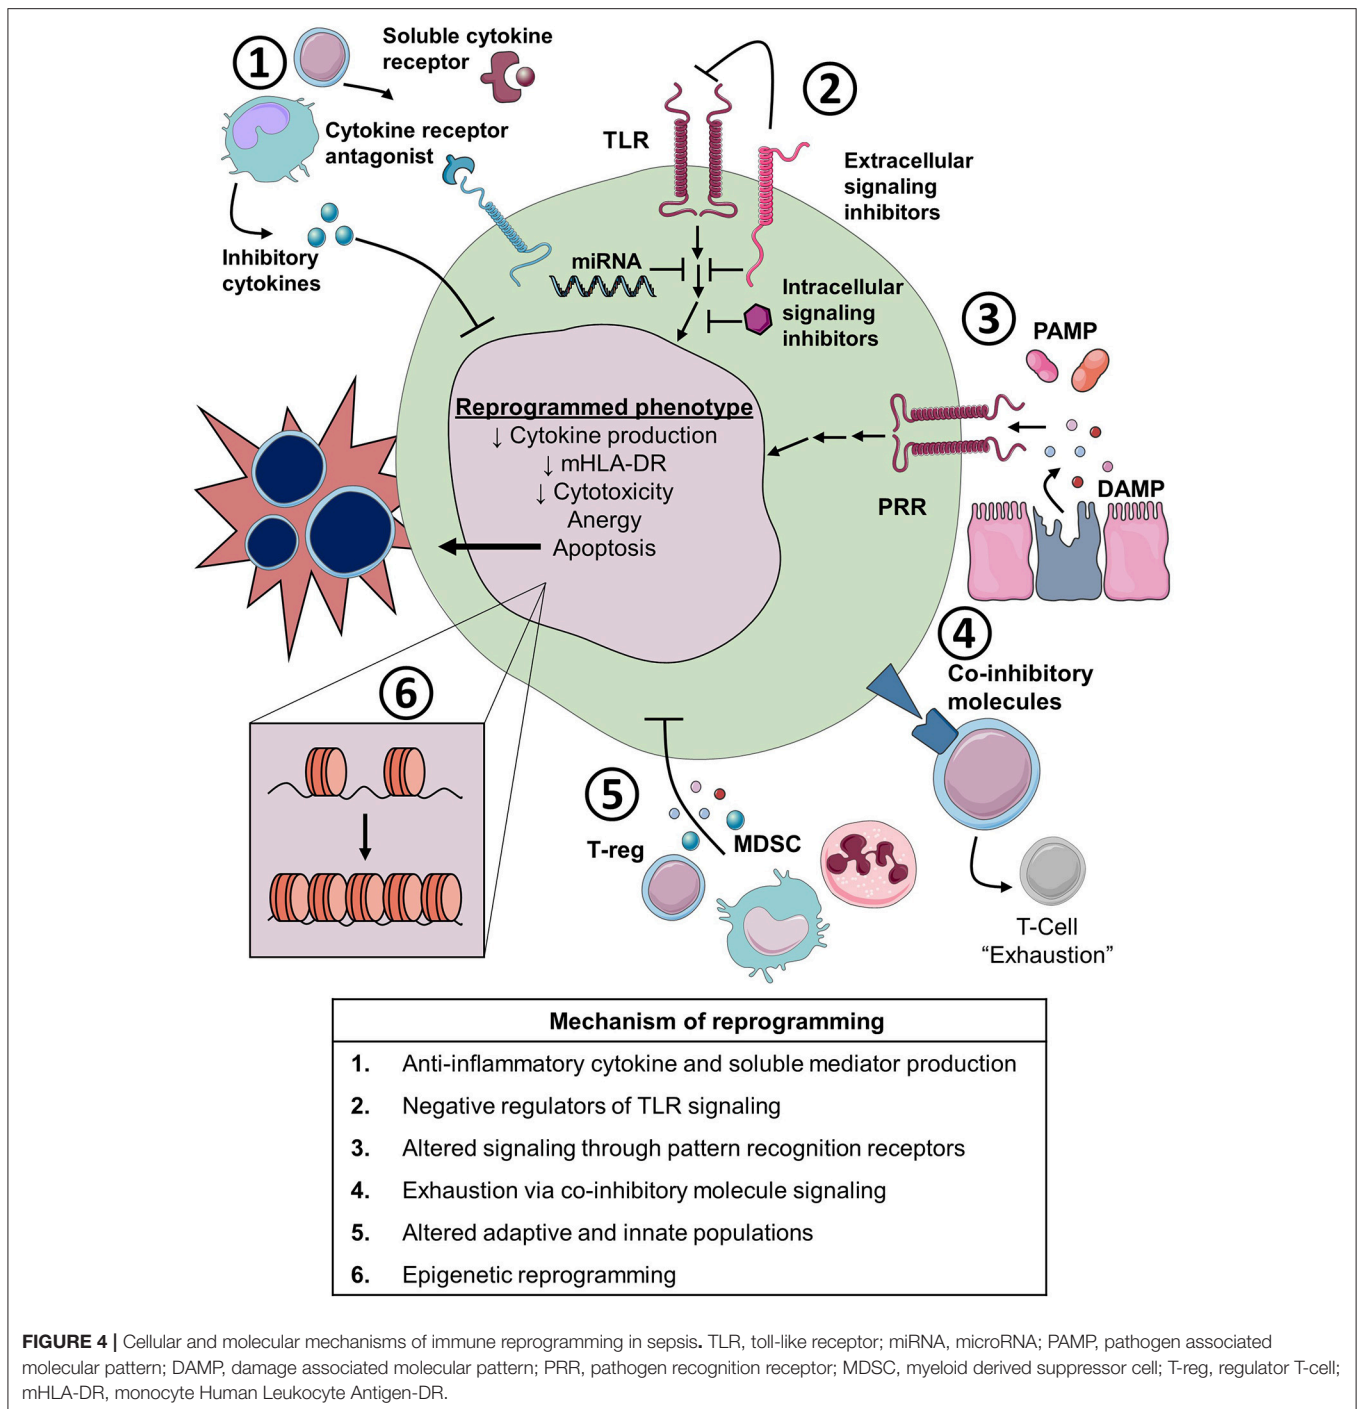 1
Soluble cytokine
receptor
Cytokine receptor
antagonist
Inhibitory
cytokines
2
TLR
Extracellular
signaling
inhibitors
miRNA
Intracellular
signaling
inhibitors
3
PAMP
DAMP
PRR
Reprogrammed phenotype
↓ Cytokine production
↓ mHLA-DR
↓ Cytotoxicity
Anergy
Apoptosis
4
Co-inhibitory
molecules
T-Cell
“Exhaustion”
5
T-reg
MDSC
6
Mechanism of reprogramming
1. Anti-inflammatory cytokine and soluble mediator production
2. Negative regulators of TLR signaling
3. Altered signaling through pattern recognition receptors
4. Exhaustion via co-inhibitory molecule signaling
5. Altered adaptive and innate populations
6. Epigenetic reprogramming
FIGURE 4 | Cellular and molecular mechanisms of immune reprogramming in sepsis. TLR, toll-like receptor; miRNA, microRNA; PAMP, pathogen associated
molecular pattern; DAMP, damage associated molecular pattern; PRR, pathogen recognition receptor; MDSC, myeloid derived suppressor cell; T-reg, regulator T-cell;
mHLA-DR, monocyte Human Leukocyte Antigen-DR.